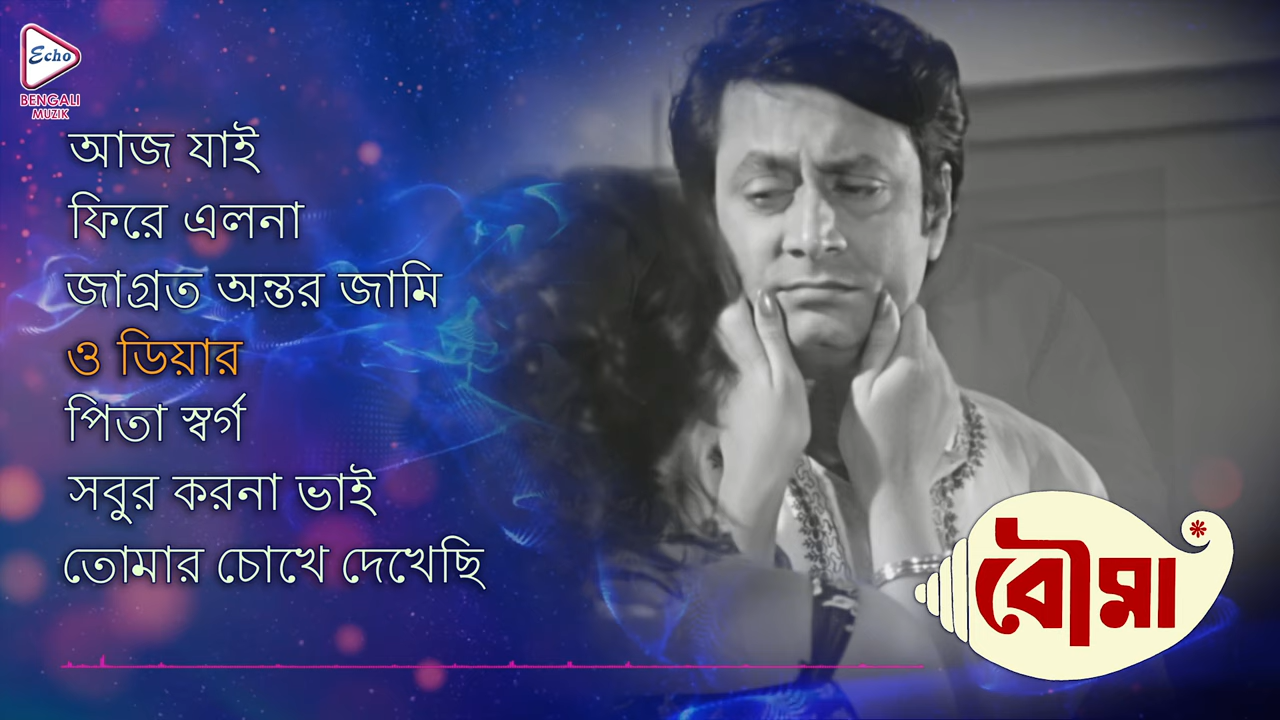 Echo
BENGALI
MUZIK
আজ যাই
ফিরে এলনা
জাগ্রত অন্তর জামি
ও ডিয়ার
পিতা স্বর্গ
সবুর করনা ভাই
তোমার চোখে দেখেছি
বৌমা